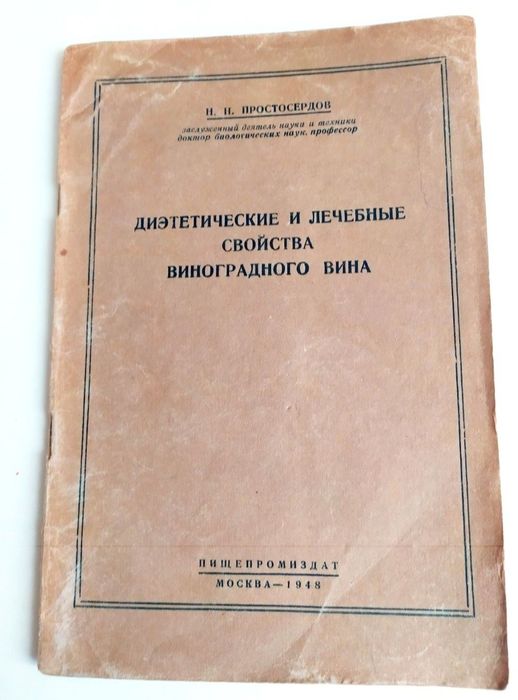 Н. Н. ПРОСТОСЕРДОВ
заслуженный деятель науки и техники
доктор биологических наук, профессор
ДИЭТЕТИЧЕСКИЕ И ЛЕЧЕБНЫЕ
СВОЙСТВА
ВИНОГРАДНОГО ВИНА
ПИЩЕПРОМИЗДАТ
МОСКВА—1948